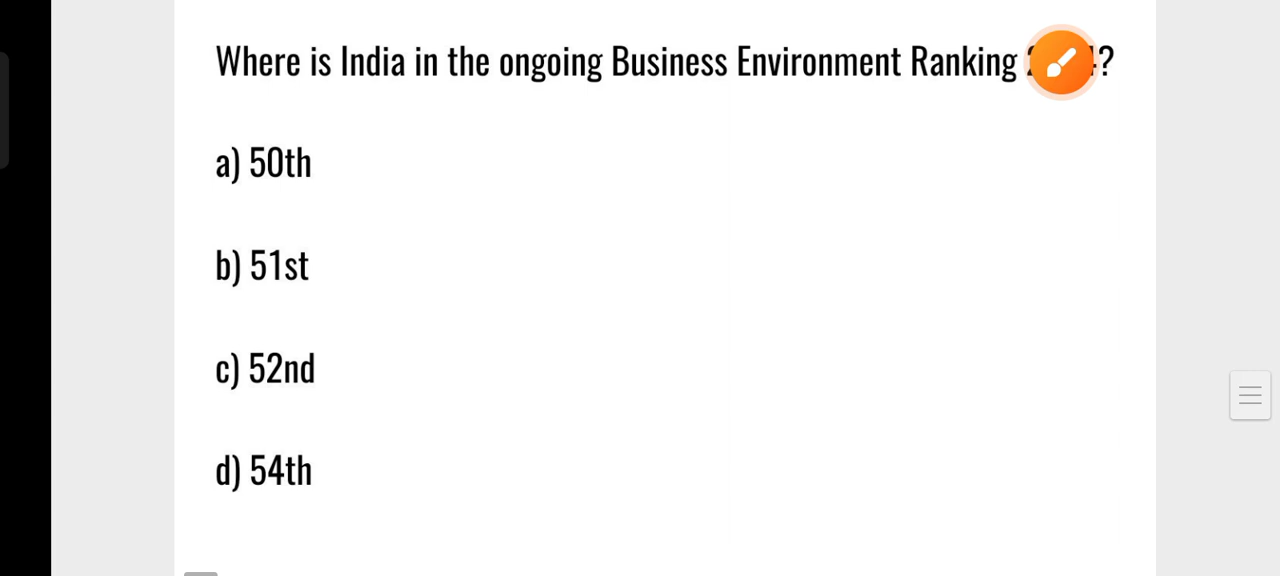 Where is India in the ongoing Business Environment Ranking ?
a) 50th
b) 51st
c) 52nd
d) 54th